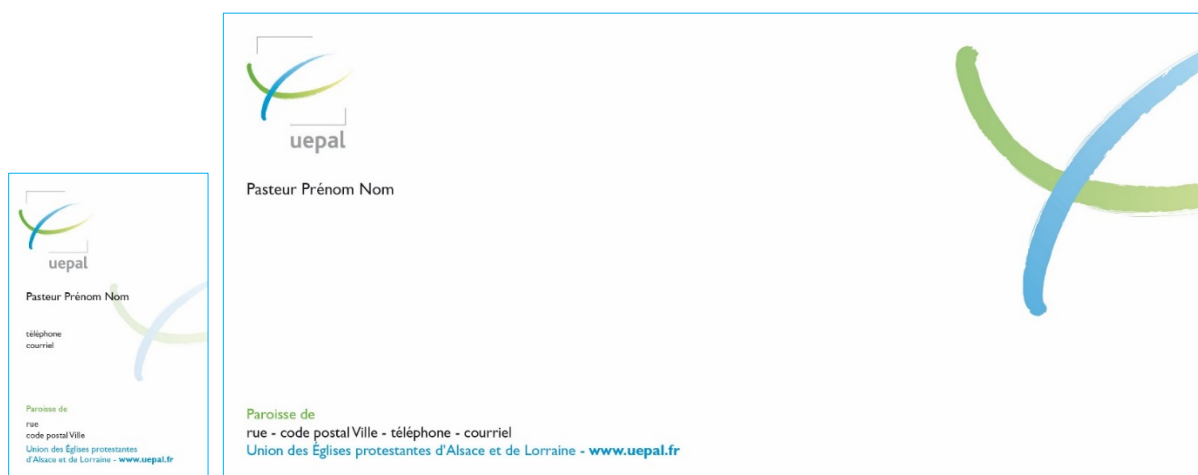 uepal
Pasteur Prénom Nom
téléphone
courriel
Paroisse de
rue
code postal Ville
Union des Églises protestantes
d'Alsace et de Lorraine - www.uepal.fr
uepal
Pasteur Prénom Nom
Paroisse de
rue - code postal Ville - téléphone - courriel
Union des Églises protestantes d'Alsace et de Lorraine - www.uepal.fr